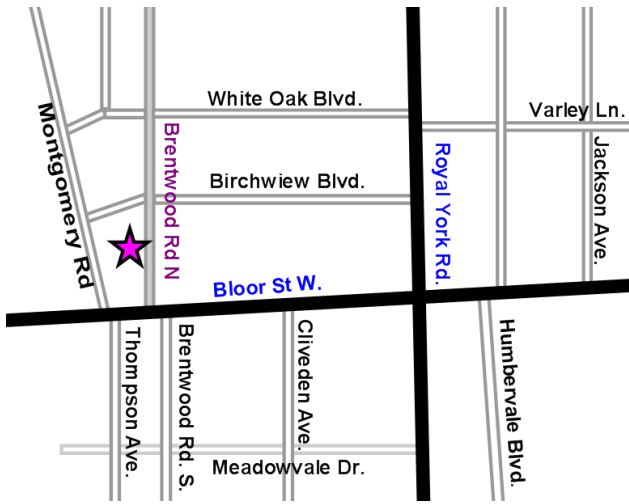 White Oak Blvd.
Varley Ln.
Montgomery Rd
Brentwood Rd N
Royal York Rd.
Jackson Ave.
Birchwiew Blvd.
Bloor St W.
Thompson Ave.
Brentwood Rd. S.
Cliveden Ave.
Humbervale Blvd.
Meadowvale Dr.